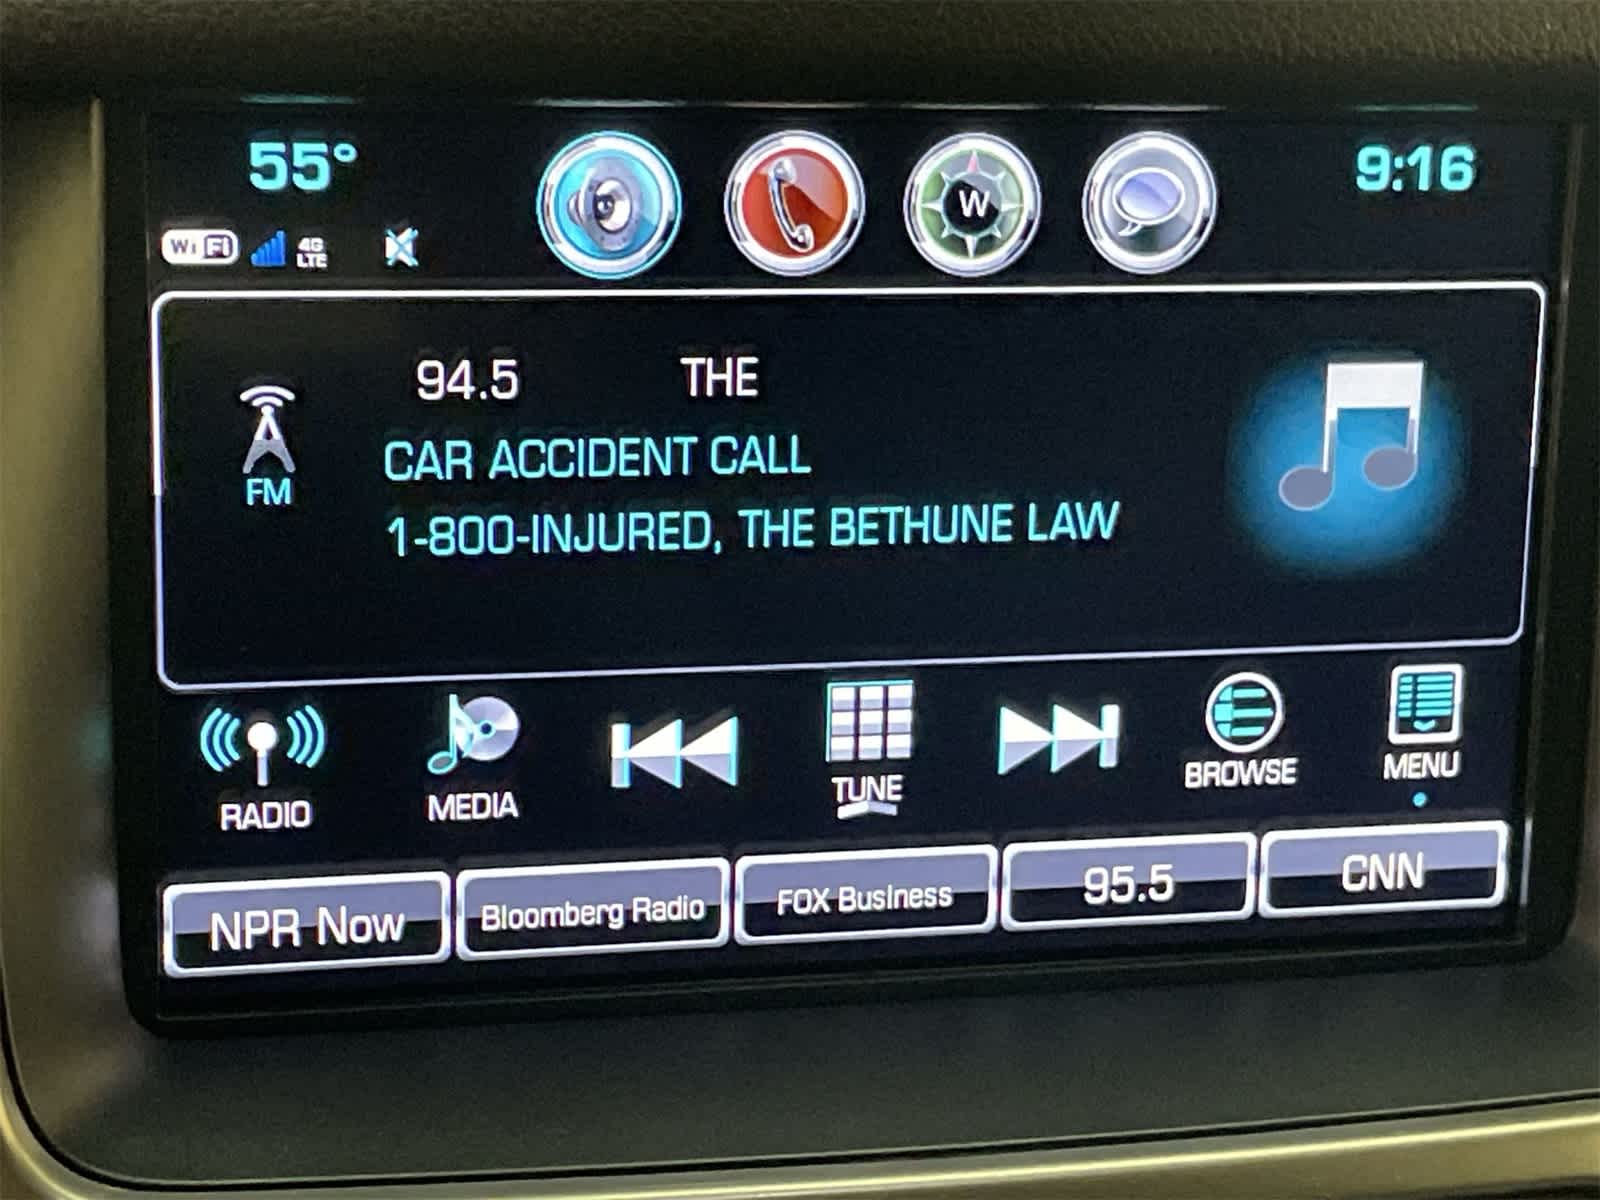 55° 9:16
WiFi 4G LTE W
94.5 THE
FM CAR ACCIDENT CALL
1-800-INJURED, THE BETHUNE LAW
RADIO MEDIA TUNE BROWSE MENU
NPR Now Bloomberg Radio FOX Business 95.5 CNN